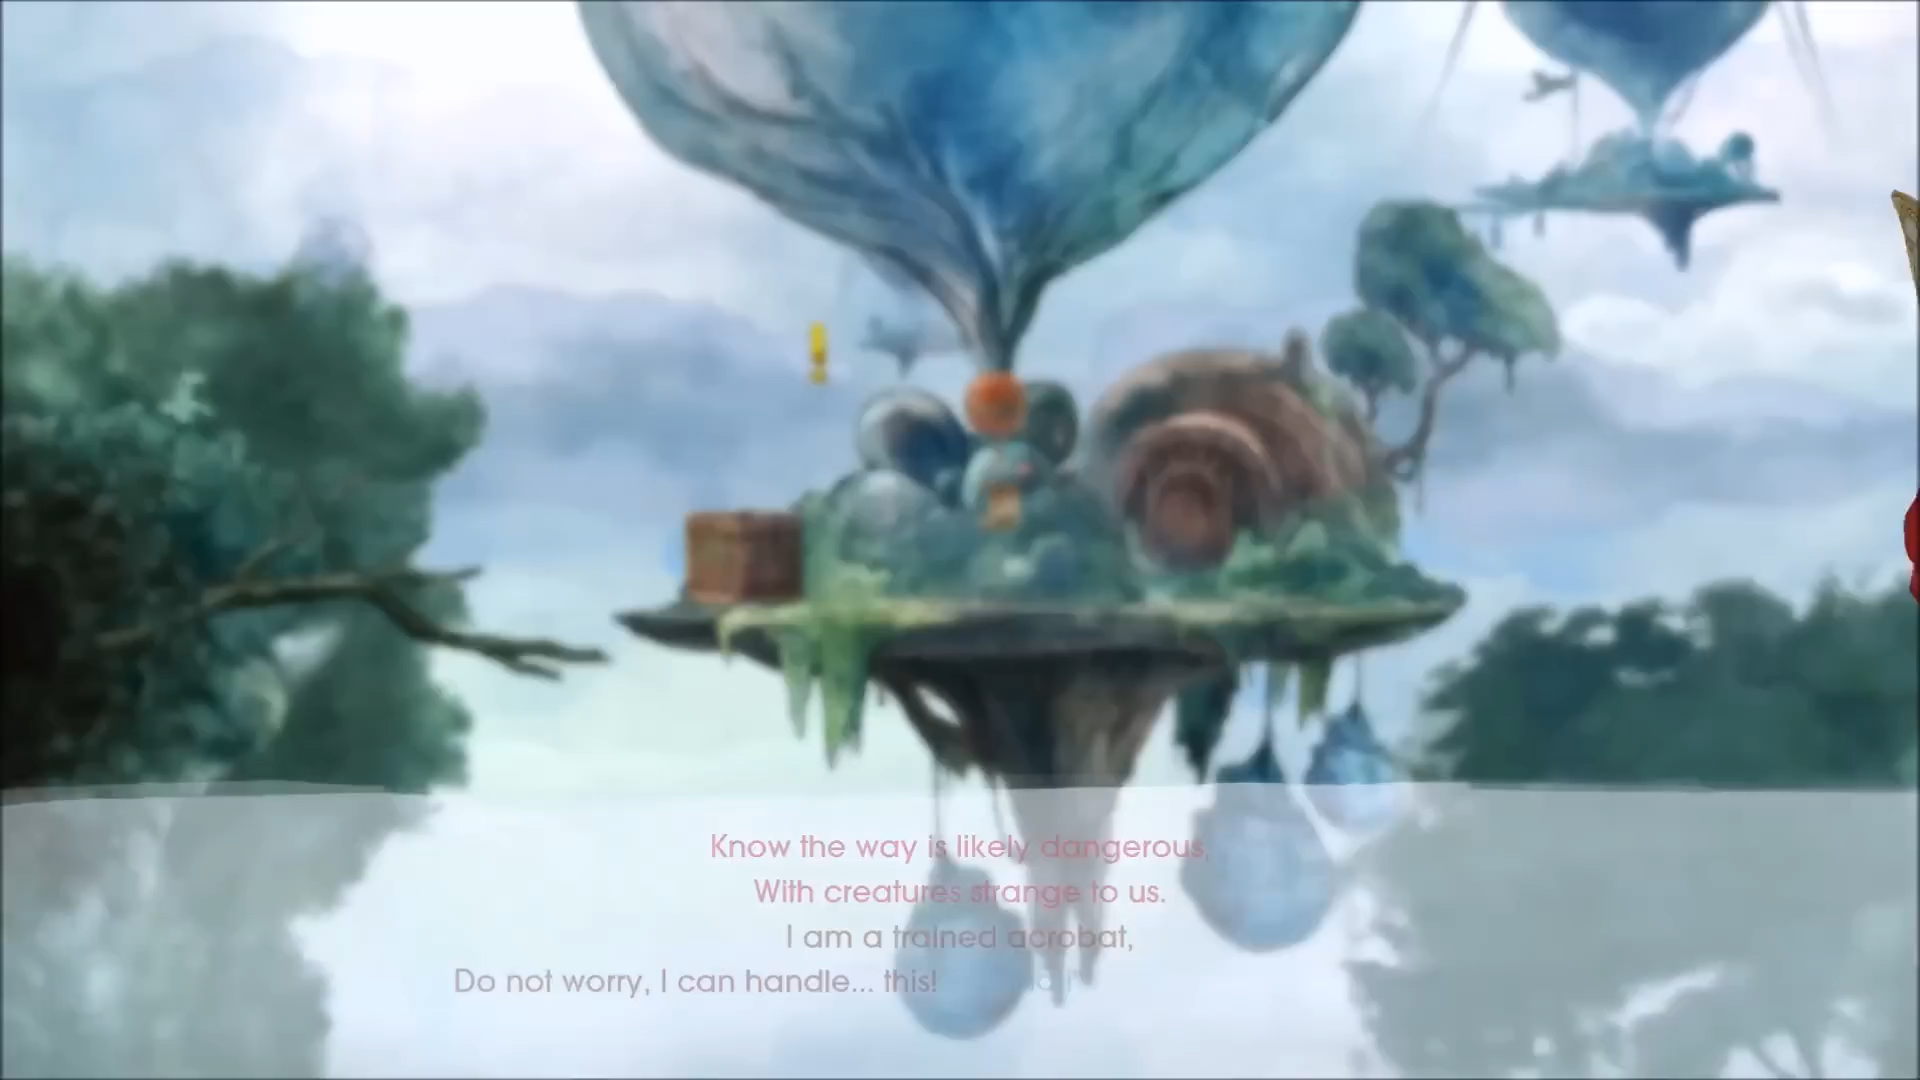 Know the way is likely dangerous,
With creatures strange to us.
I am a trained acrobat,
Do not worry, I can handle... this!